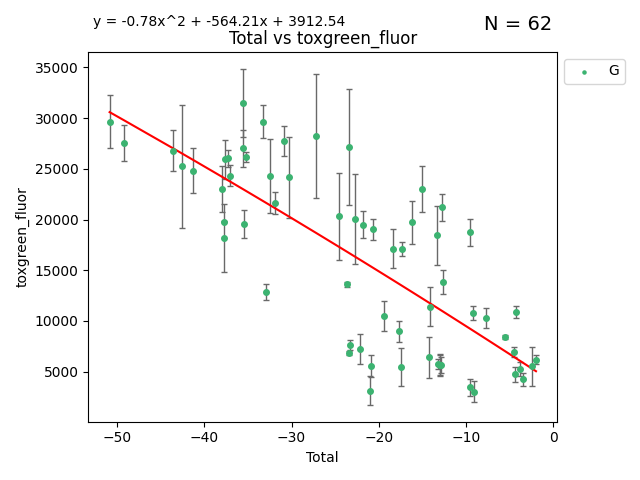 y = -0.78x^2 + -564.21x + 3912.54
N = 62
Total vs toxgreen_fluor
G
35000
30000
25000
20000
15000
10000
5000
toxgreen_fluor
−50 −40 −30 −20 −10 0
Total